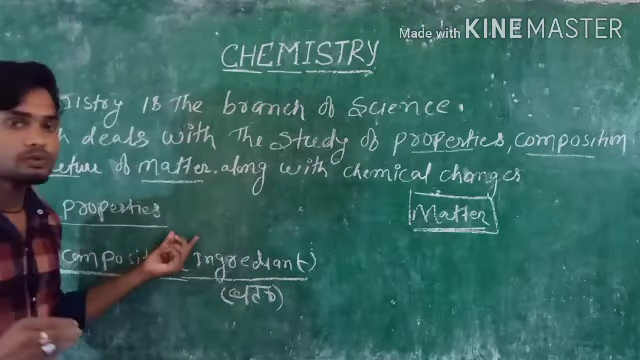 Made with KINEMASTER
CHEMISTRY
istry is The branch of Science.
h deals with The Study of properties, composition
cture of matter along with chemical changes
properties
Matter
composit (Ingrediant)